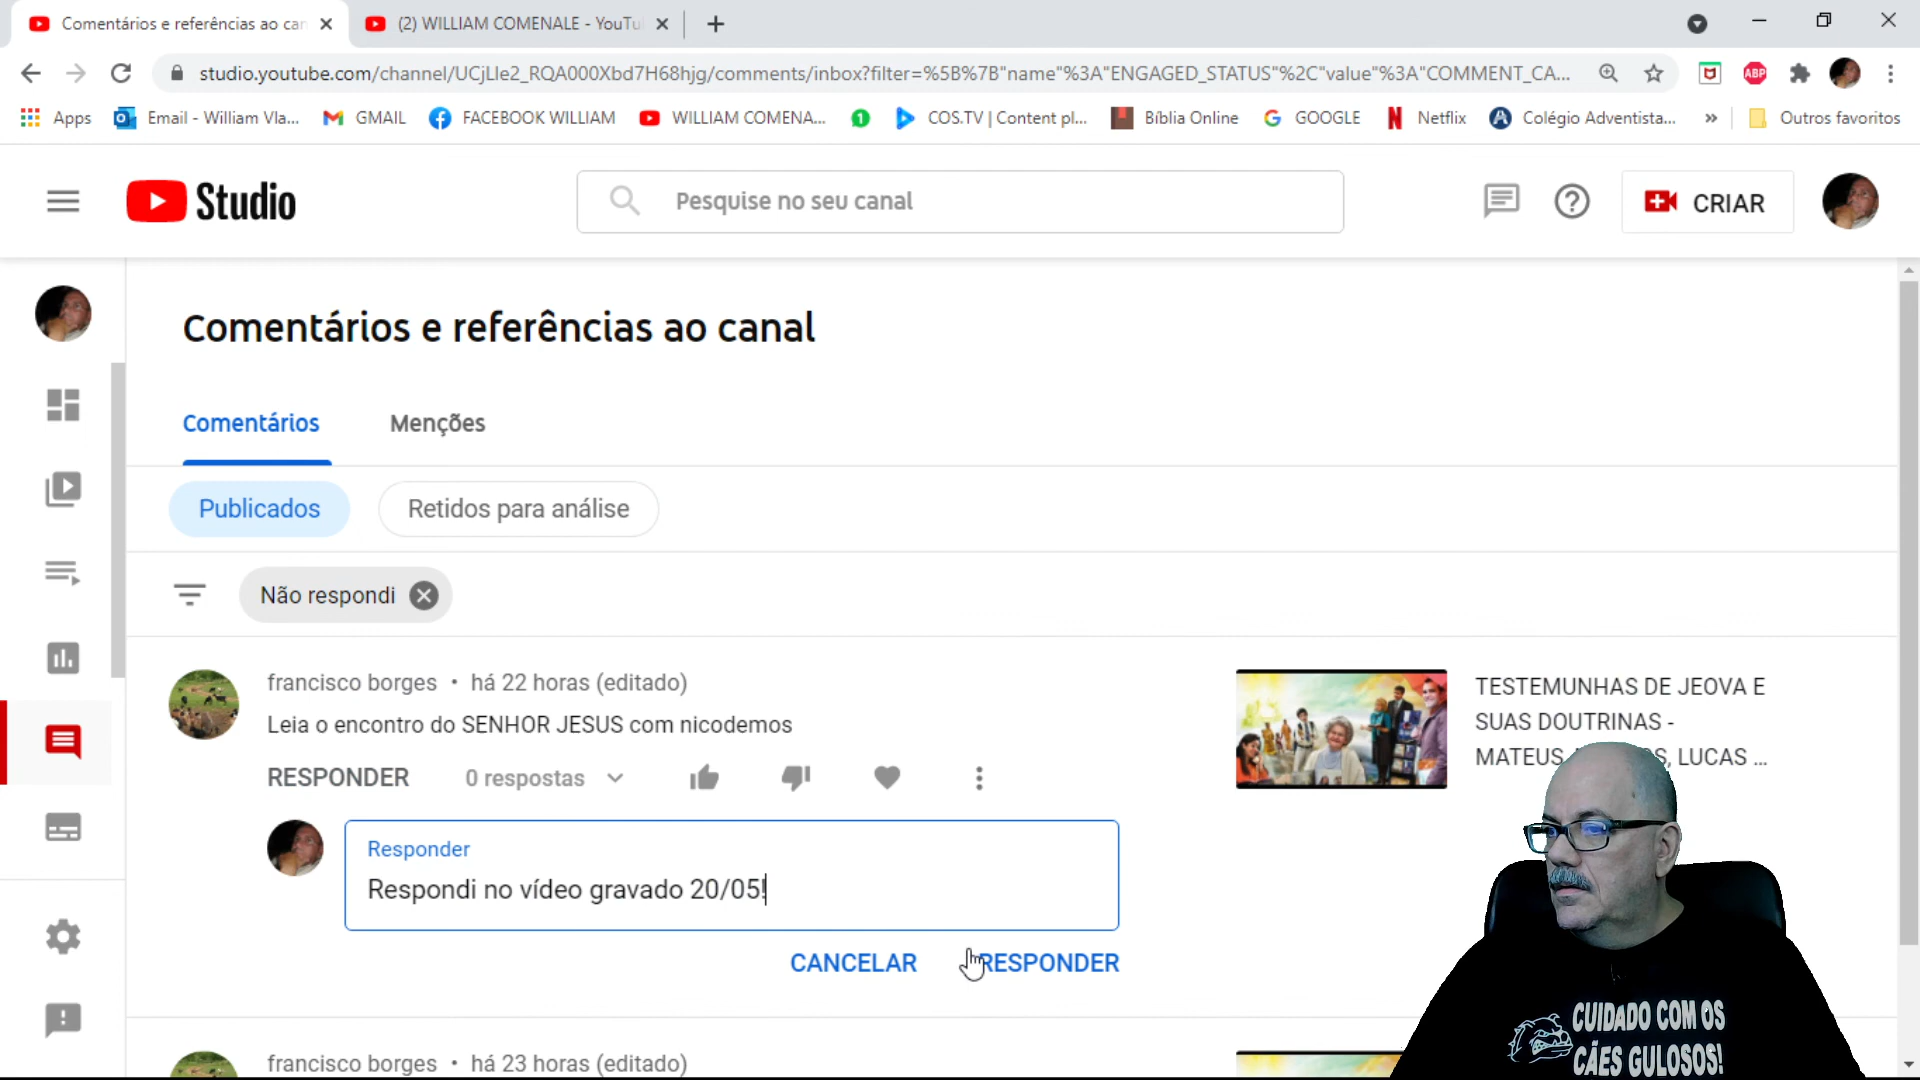 Comentários e referências ao can
(2) WILLIAM COMENALE - YouTu
studio.youtube.com/channel/UCjLle2_RQA000Xbd7H68hjg/comments/inbox?filter=%5B%7B"name"%3A"ENGAGED_STATUS"%2C"value"%3A"COMMENT_CA...
ABP
Apps
Email - William Vla...
GMAIL
FACEBOOK WILLIAM
WILLIAM COMENA...
1
COS.TV | Content pl...
Bíblia Online
GOOGLE
Netflix
Colégio Adventista...
»
Outros favoritos
Studio
Pesquise no seu canal
CRIAR
Comentários e referências ao canal
Comentários
Menções
Publicados
Retidos para análise
Não respondi
francisco borges • há 22 horas (editado)
Leia o encontro do SENHOR JESUS com nicodemos
RESPONDER
0 respostas
TESTEMUNHAS DE JEOVA E
SUAS DOUTRINAS -
MATEUS, LUCAS ...
Responder
Respondi no vídeo gravado 20/05!
CANCELAR
RESPONDER
francisco borges • há 23 horas (editado)
CUIDADO COM OS
CÃES GULOSOS!